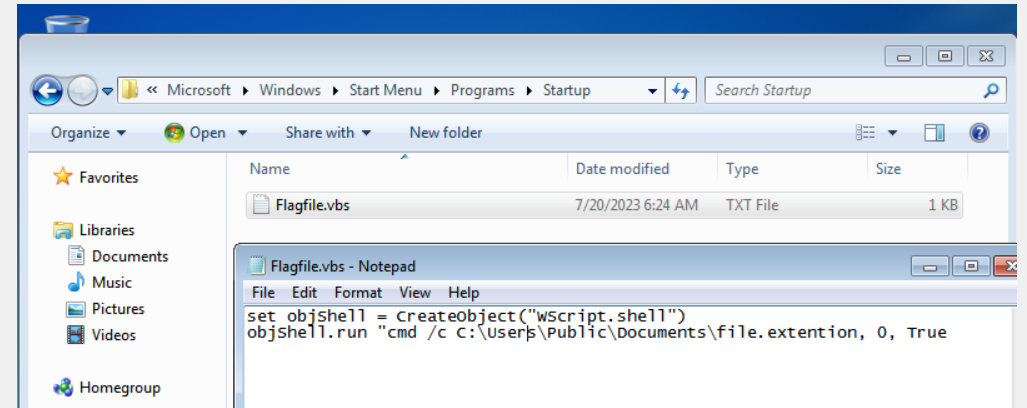 « Microsoft ▸ Windows ▸ Start Menu ▸ Programs ▸ Startup
Search Startup
Organize Open Share with New folder
Favorites
Libraries
Documents
Music
Pictures
Videos
Homegroup
Name Date modified Type Size
Flagfile.vbs 7/20/2023 6:24 AM TXT File 1 KB
Flagfile.vbs - Notepad
File Edit Format View Help
set objShell = CreateObject("WScript.shell")
objShell.run "cmd /c C:\Users\Public\Documents\file.extention, 0, True